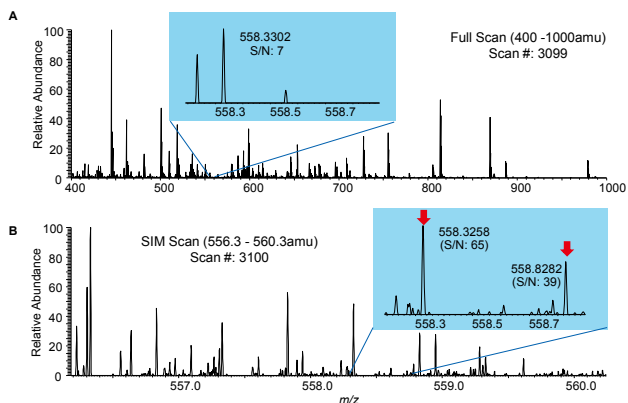 A
Full Scan (400 -1000amu)
Scan #: 3099
558.3302
S/N: 7
558.3 558.5 558.7
Relative Abundance
100
80
60
40
20
0
400 500 600 700 800 900 1000
B
SIM Scan (556.3 - 560.3amu)
Scan #: 3100
558.3258
(S/N: 65)
558.8282
(S/N: 39)
558.3 558.5 558.7
Relative Abundance
100
80
60
40
20
0
557.0 558.0 559.0 560.0
m/z